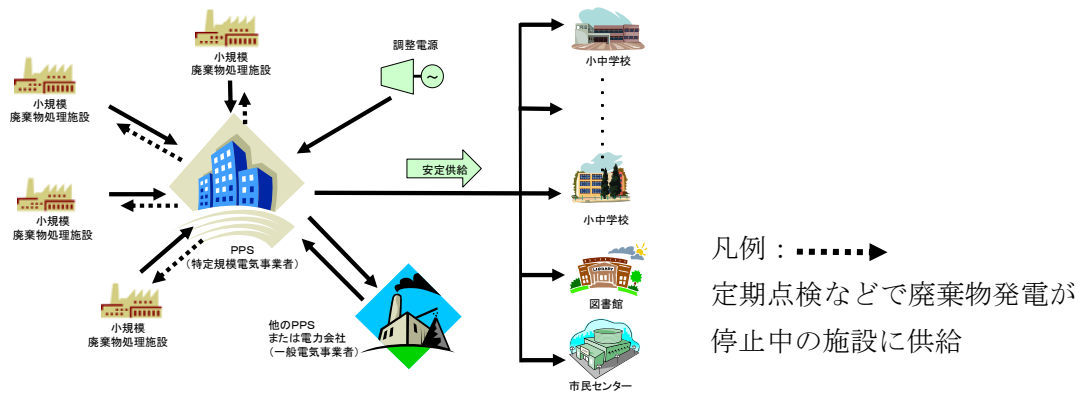 小規模
廃棄物処理施設
小規模
廃棄物処理施設
小規模
廃棄物処理施設
小規模
廃棄物処理施設
調整電源
～
PPS
(特定規模電気事業者)
他のPPS
または電力会社
(一般電気事業者)
安定供給
小中学校
小中学校
LIBRARY
図書館
市民センター
凡例：
定期点検などで廃棄物発電が
停止中の施設に供給